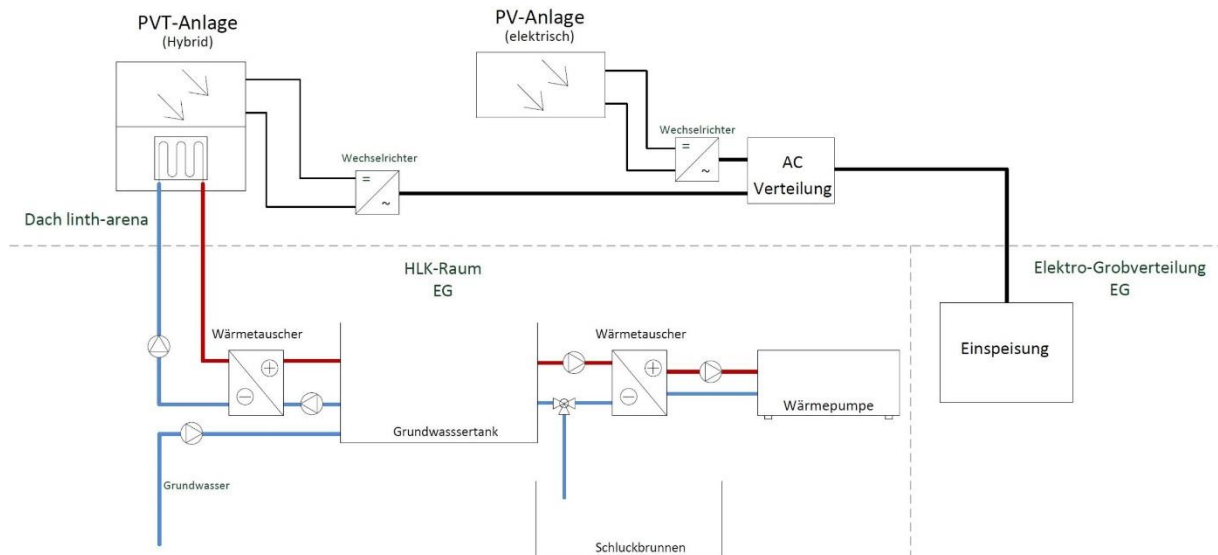 PVT-Anlage
(Hybrid)
PV-Anlage
(elektrisch)
Wechselrichter
=
~
Wechselrichter
=
~
AC
Verteilung
Dach linth-arena
HLK-Raum
EG
Elektro-Grobverteilung
EG
Wärmetauscher
+
−
Wärmetauscher
+
−
Einspeisung
Wärmepumpe
Grundwasssertank
Grundwasser
Schluckbrunnen